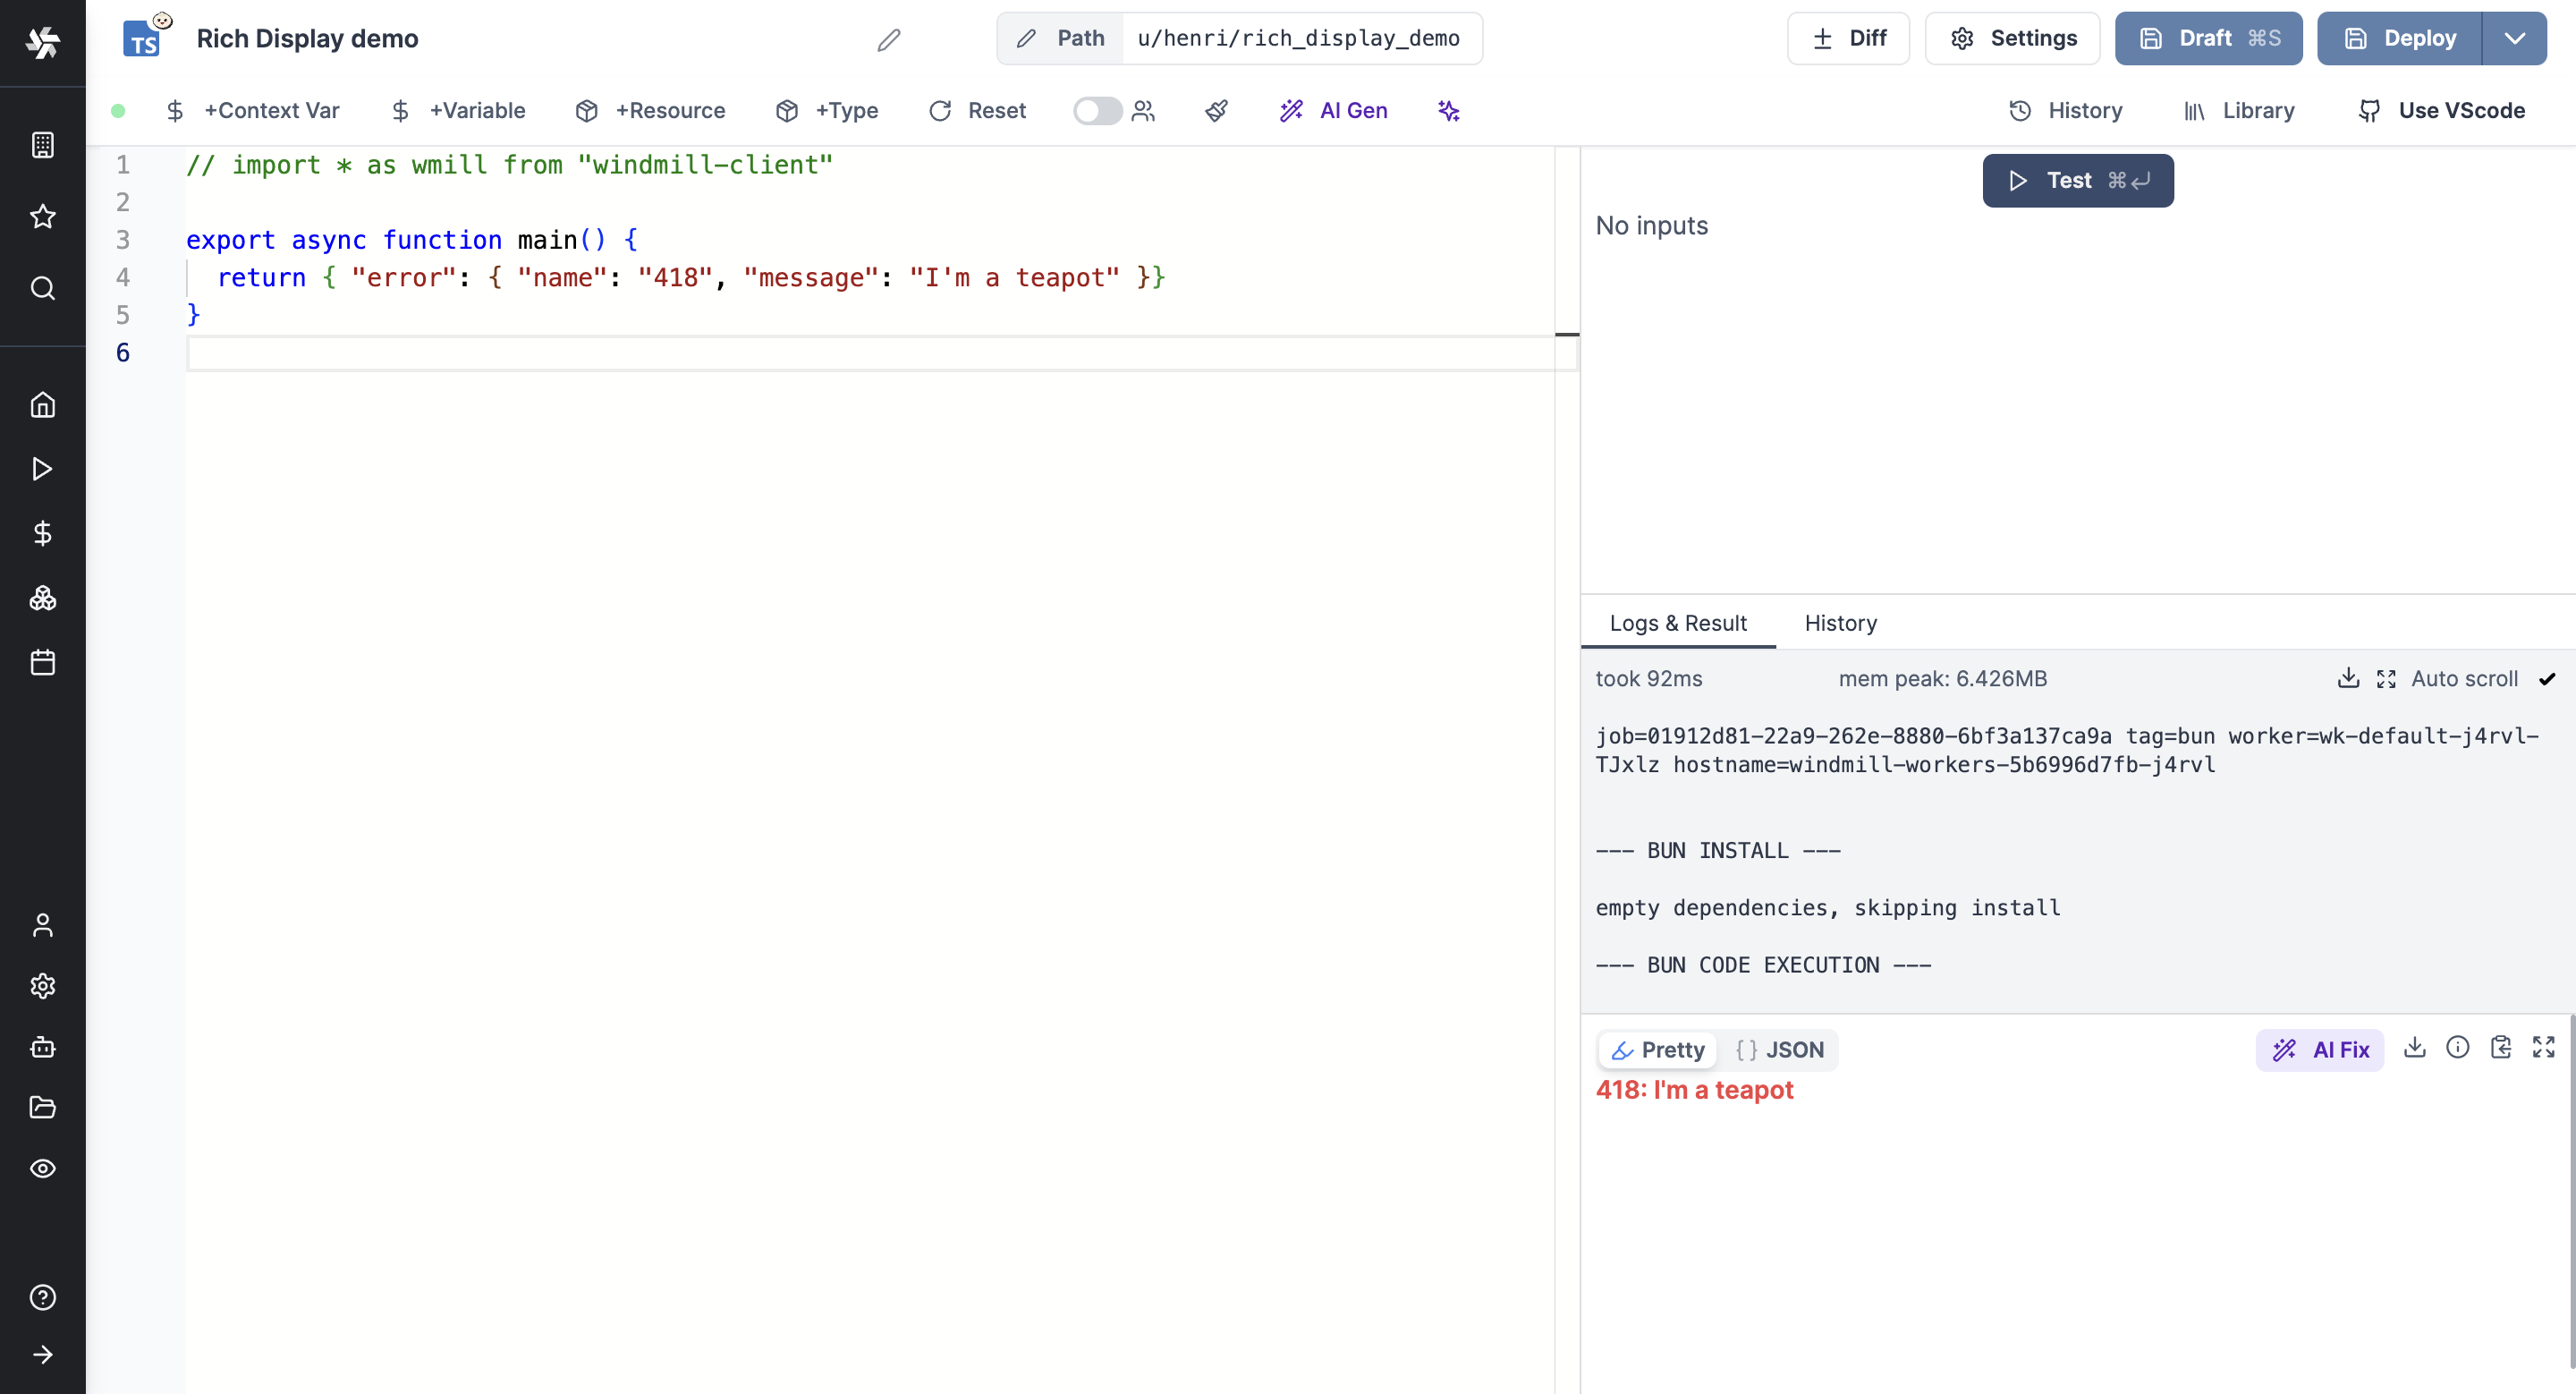 TS
Rich Display demo
Path u/henri/rich_display_demo
Diff
Settings
Draft ⌘S
Deploy
+Context Var
+Variable
+Resource
+Type
Reset
AI Gen
History
Library
Use VScode
1 // import * as wmill from "windmill-client"
2
3 export async function main() {
4 return { "error": { "name": "418", "message": "I'm a teapot" }}
5 }
6
Test ⌘
No inputs
Logs & Result
History
took 92ms
mem peak: 6.426MB
Auto scroll
job=01912d81-22a9-262e-8880-6bf3a137ca9a tag=bun worker=wk-default-j4rvl-
TJxlz hostname=windmill-workers-5b6996d7fb-j4rvl
--- BUN INSTALL ---
empty dependencies, skipping install
--- BUN CODE EXECUTION ---
Pretty
{} JSON
AI Fix
418: I'm a teapot